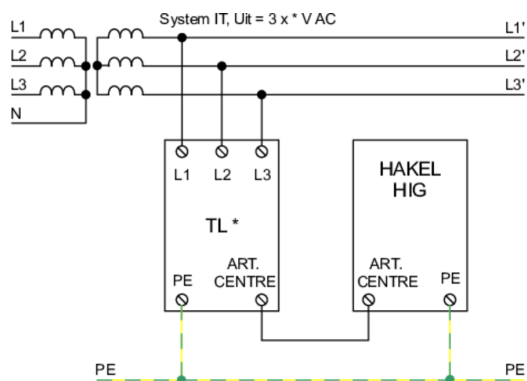 System IT, Uit = 3 x * V AC
L1
L1'
L2
L2'
L3
L3'
N
L1 L2 L3
HAKEL
HIG
TL *
PE
ART.
CENTRE
ART.
CENTRE
PE
PE
PE